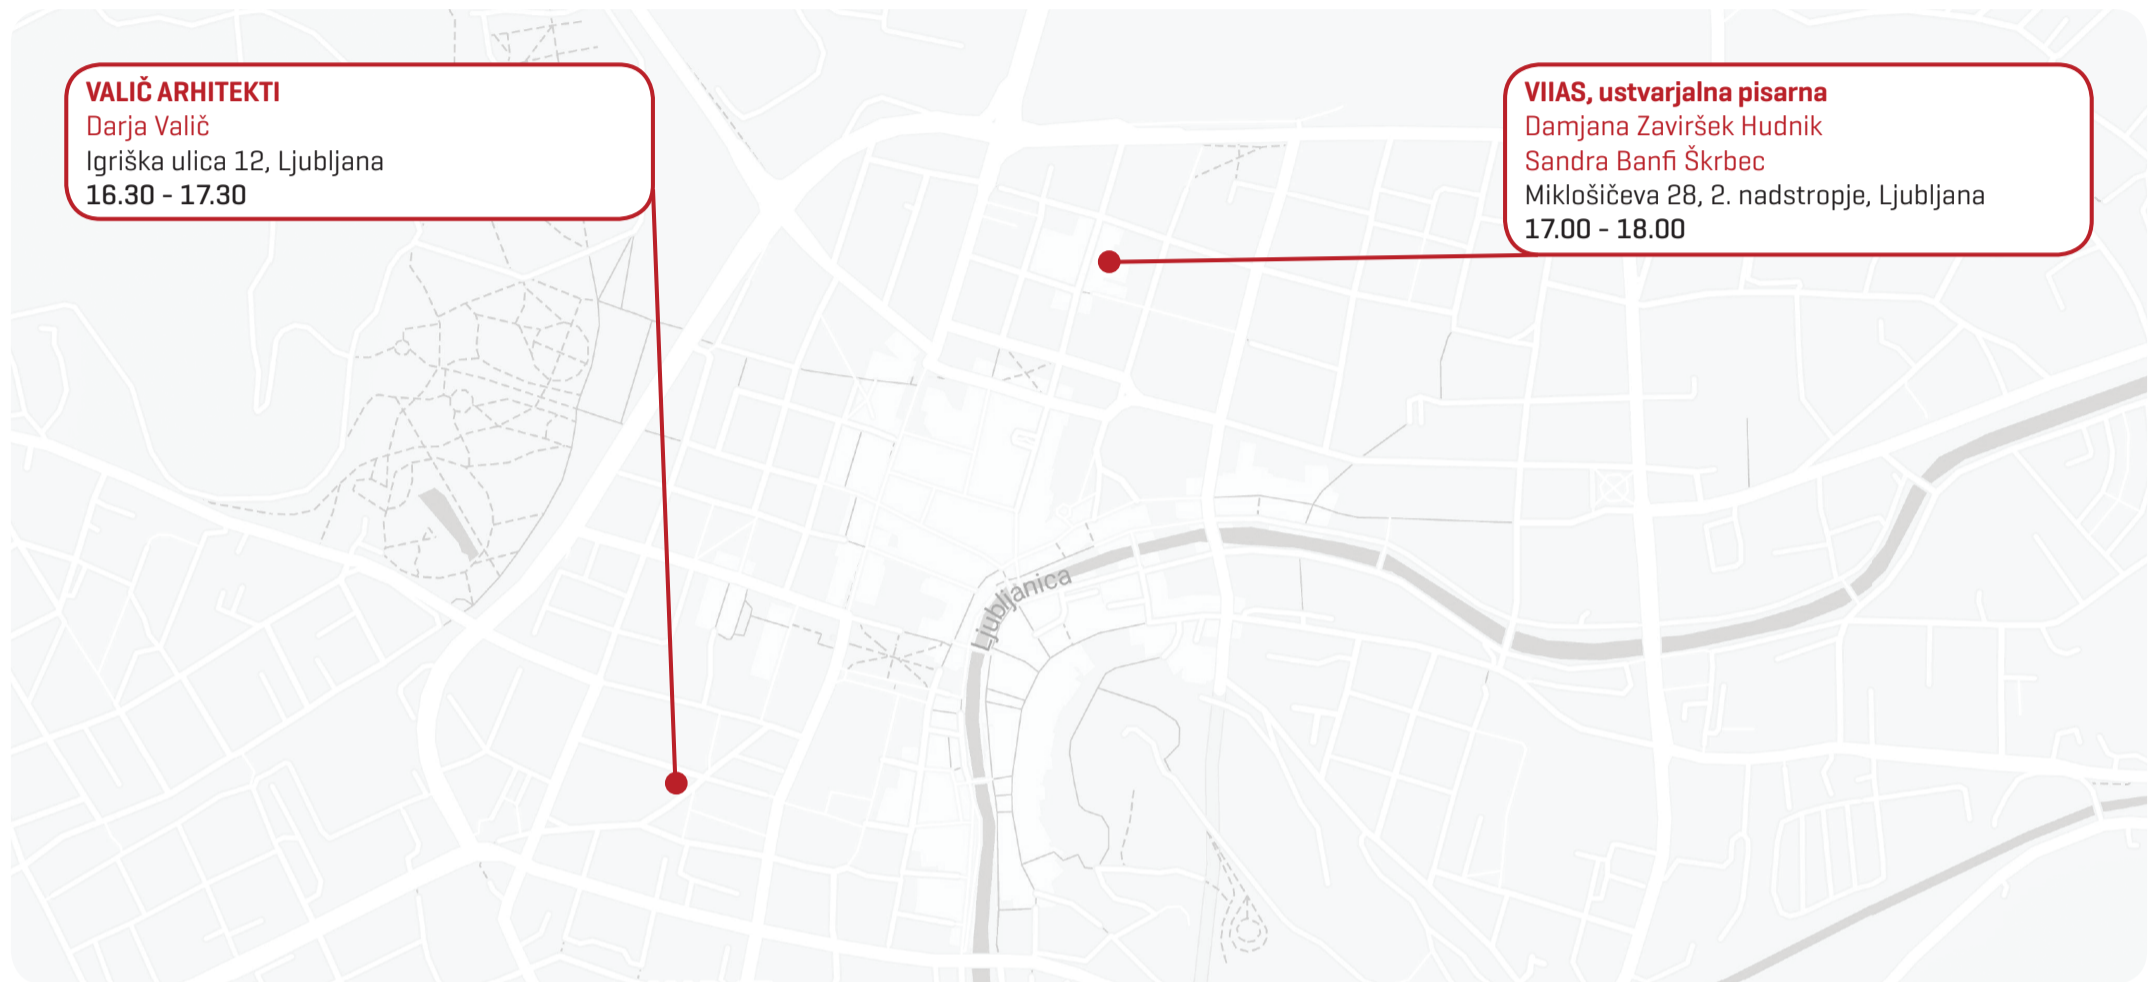 VALIČ ARHITEKTI
Darja Valič
Igriška ulica 12, Ljubljana
16.30 - 17.30
VIIAS, ustvarjalna pisarna
Damjana Zaviršek Hudnik
Sandra Banfi Škrbec
Miklošičeva 28, 2. nadstropje, Ljubljana
17.00 - 18.00
Ljubljanica